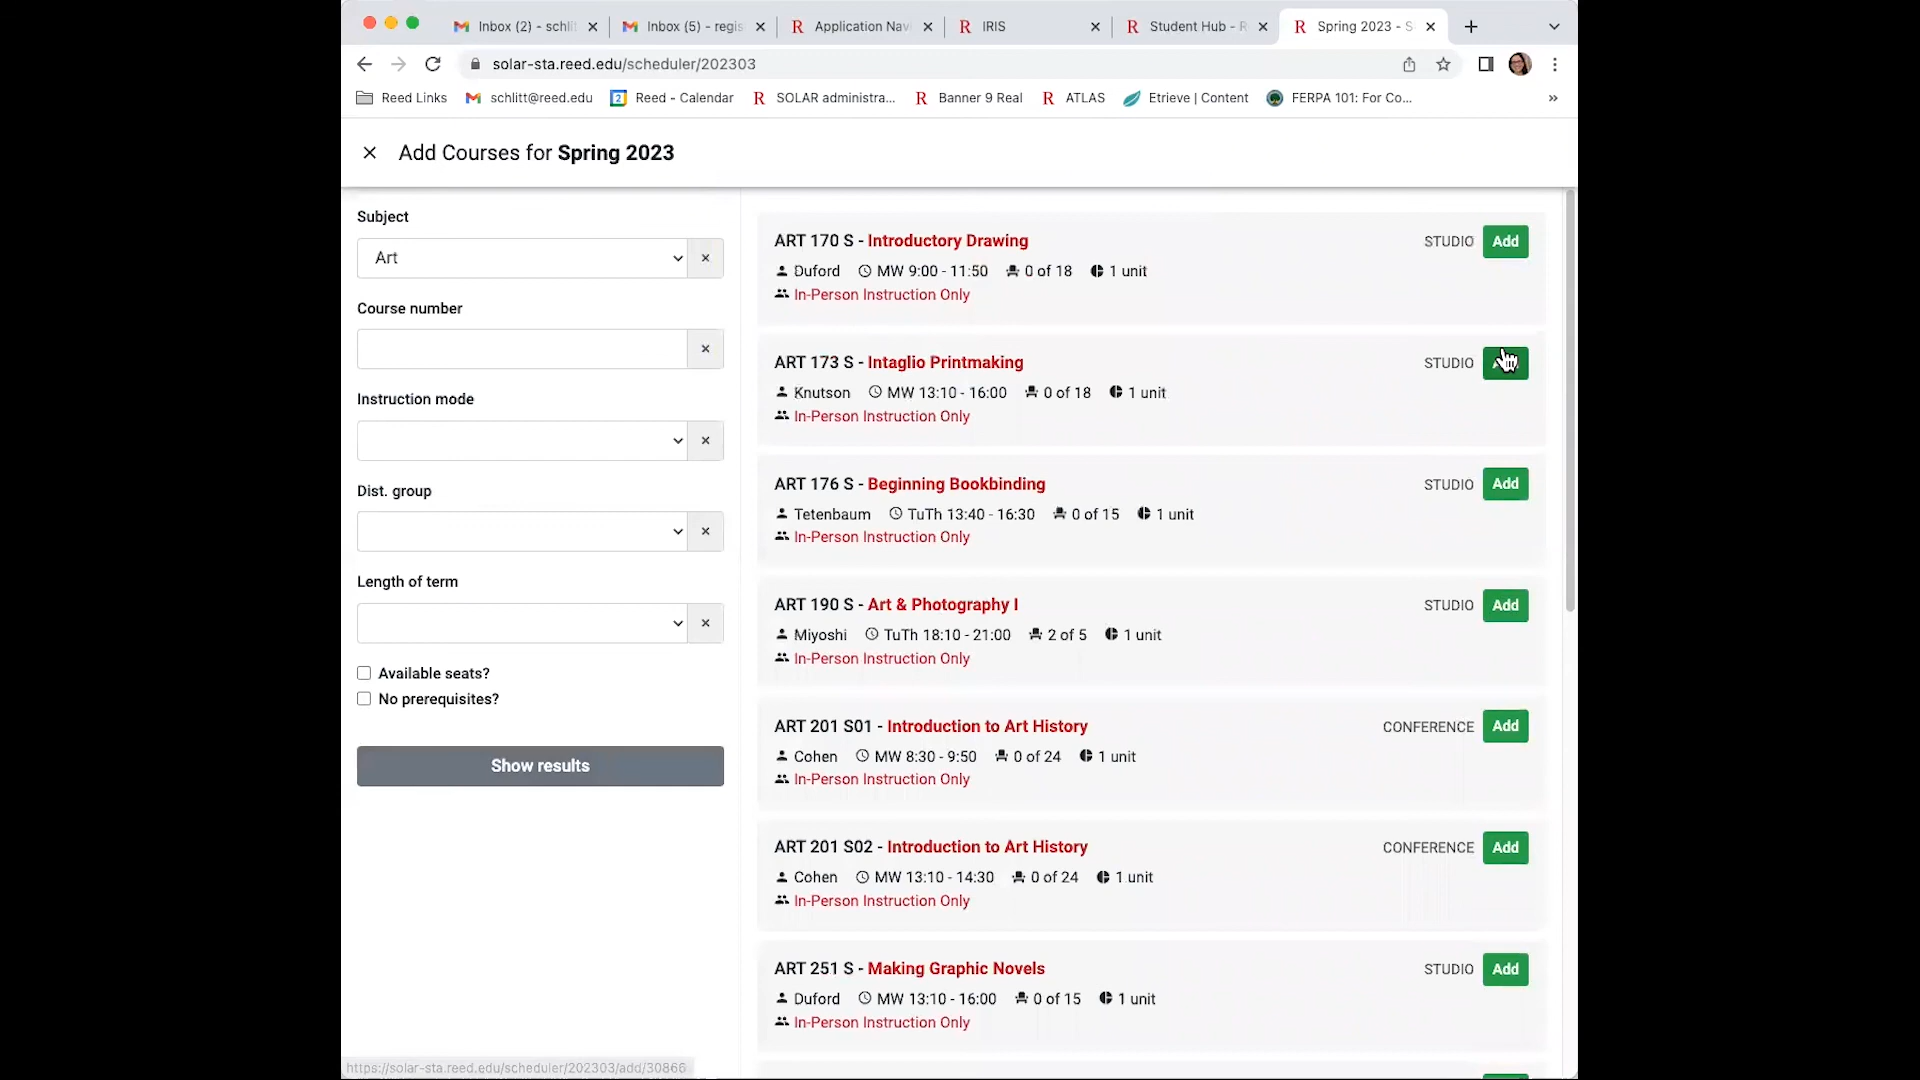 Inbox (2) - schlit
Inbox (5) - regis
Application Nav
IRIS
Student Hub - R
Spring 2023 - S
solar-sta.reed.edu/scheduler/202303
Reed Links
schlitt@reed.edu
2
Reed - Calendar
R
SOLAR administra...
R
Banner 9 Real
R
ATLAS
Etrieve | Content
FERPA 101: For Co...
»
× Add Courses for Spring 2023
Subject
Art
Course number
Instruction mode
Dist. group
Length of term
Available seats?
No prerequisites?
Show results
ART 170 S - Introductory Drawing
STUDIO Add
Duford MW 9:00 - 11:50 0 of 18 1 unit
In-Person Instruction Only
ART 173 S - Intaglio Printmaking
STUDIO
Knutson MW 13:10 - 16:00 0 of 18 1 unit
In-Person Instruction Only
ART 176 S - Beginning Bookbinding
STUDIO Add
Tetenbaum TuTh 13:40 - 16:30 0 of 15 1 unit
In-Person Instruction Only
ART 190 S - Art & Photography I
STUDIO Add
Miyoshi TuTh 18:10 - 21:00 2 of 5 1 unit
In-Person Instruction Only
ART 201 S01 - Introduction to Art History
CONFERENCE Add
Cohen MW 8:30 - 9:50 0 of 24 1 unit
In-Person Instruction Only
ART 201 S02 - Introduction to Art History
CONFERENCE Add
Cohen MW 13:10 - 14:30 0 of 24 1 unit
In-Person Instruction Only
ART 251 S - Making Graphic Novels
STUDIO Add
Duford MW 13:10 - 16:00 0 of 15 1 unit
In-Person Instruction Only
https://solar-sta.reed.edu/scheduler/202303/add/30866